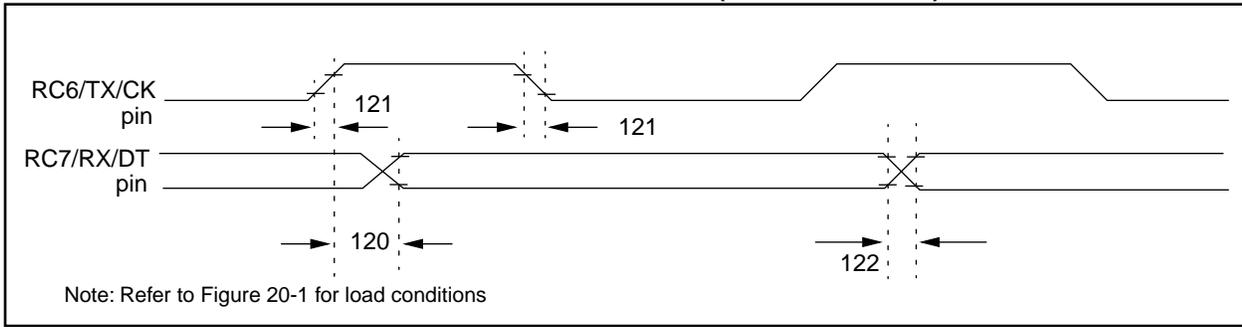 RC6/TX/CK
pin
121
121
RC7/RX/DT
pin
120
122
Note: Refer to Figure 20-1 for load conditions